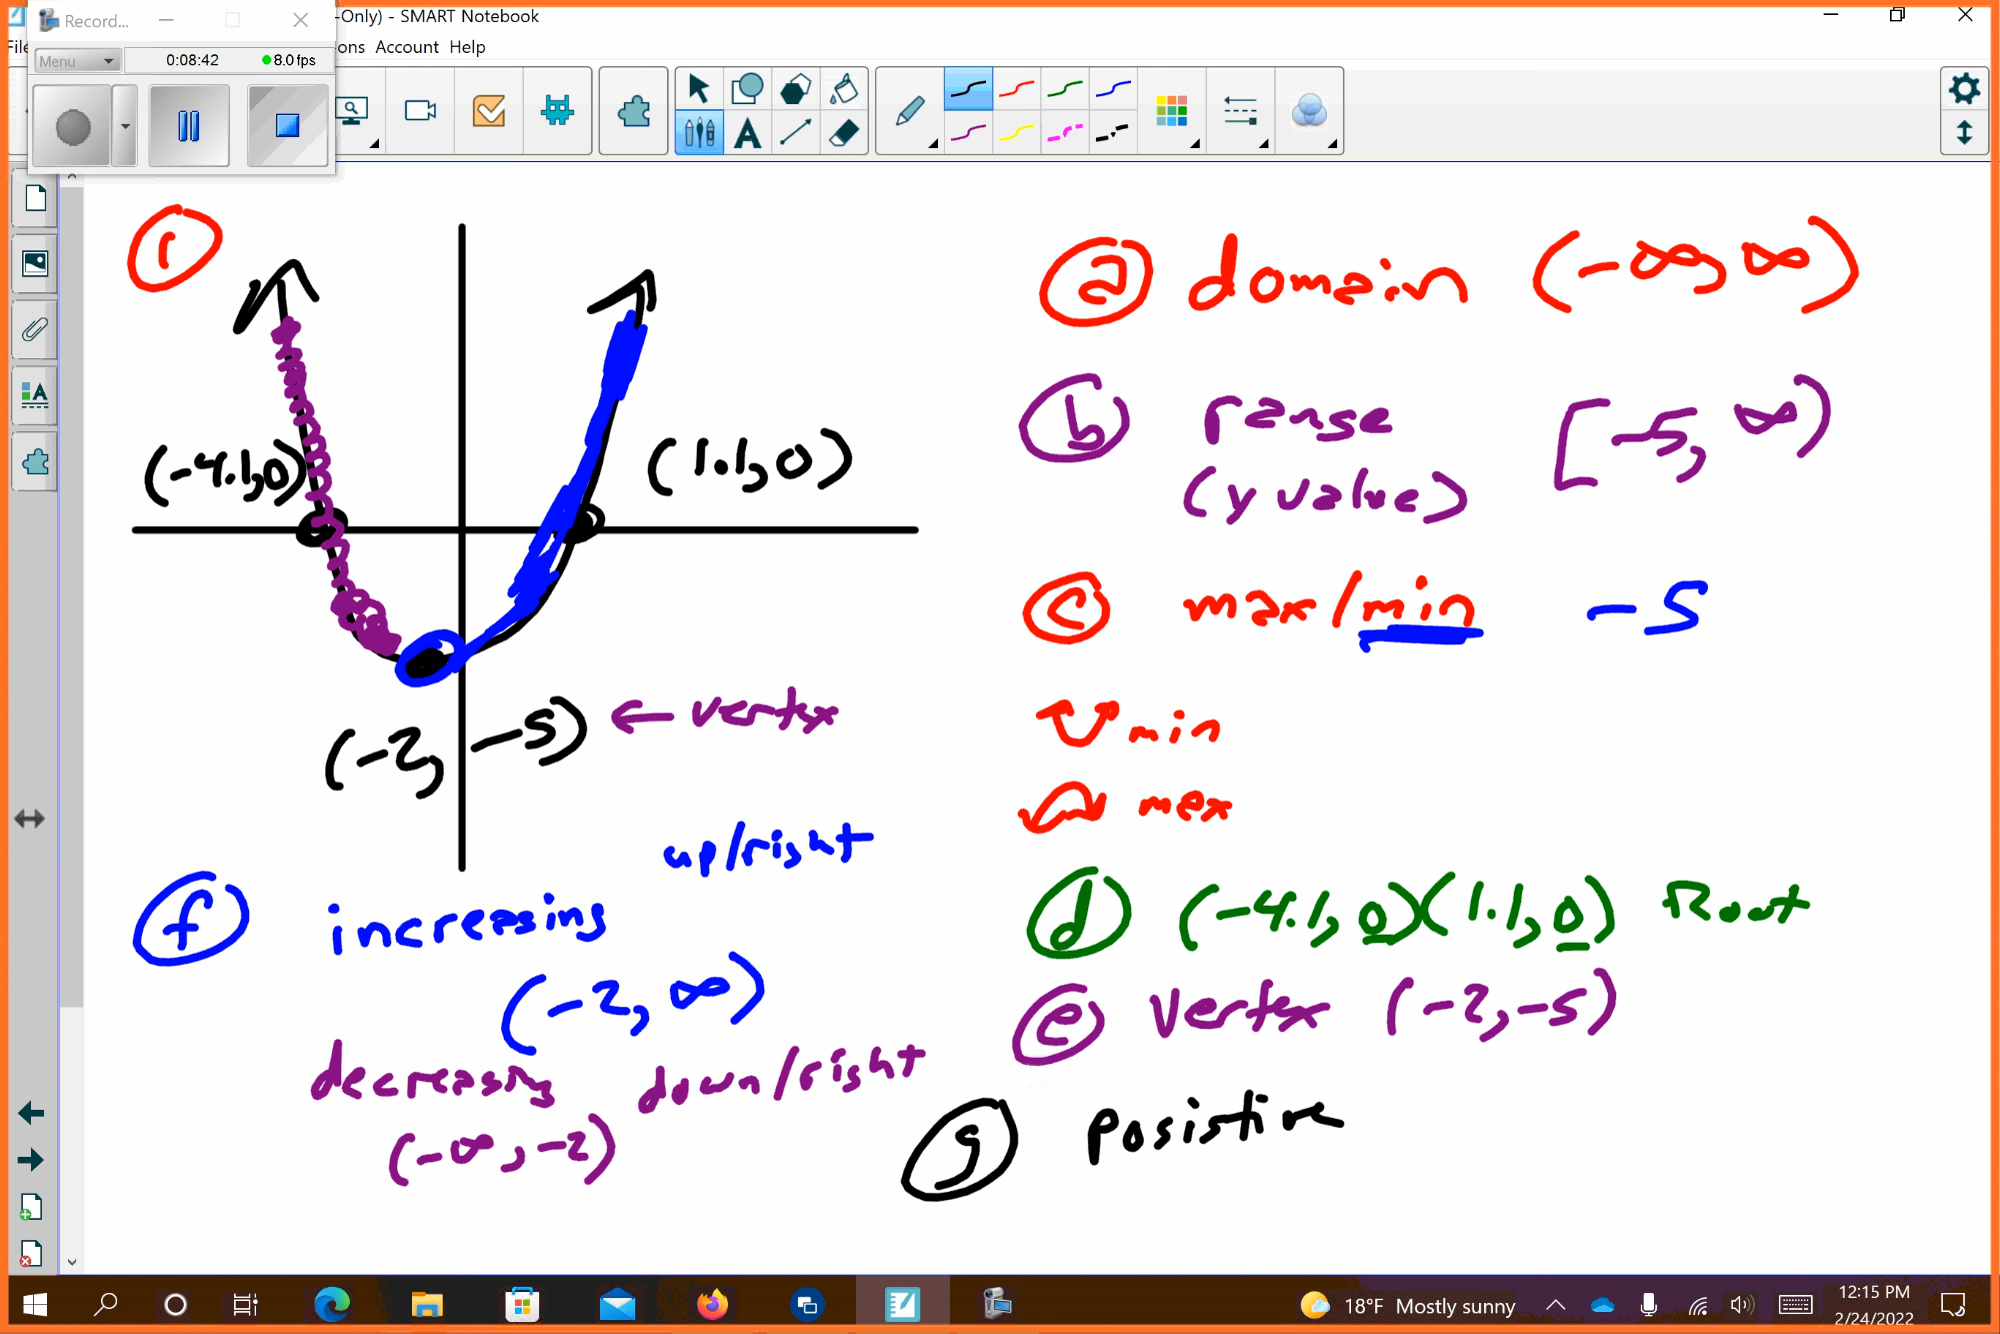 Record...
-Only) - SMART Notebook
Menu
0:08:42
8.0 fps
File
ons Account Help
1
(-4.1,0)
(1.1,0)
(-2, -5) ← vertex
up/right
f increasing
(-2, ∞)
decreasing down/right
(-∞, -2)
a domain (-∞, ∞)
b range [-5, ∞)
(y value)
c max/min -5
min
max
d (-4.1, 0)(1.1, 0) Root
e Vertex (-2, -5)
g posistive
18°F Mostly sunny
12:15 PM
2/24/2022